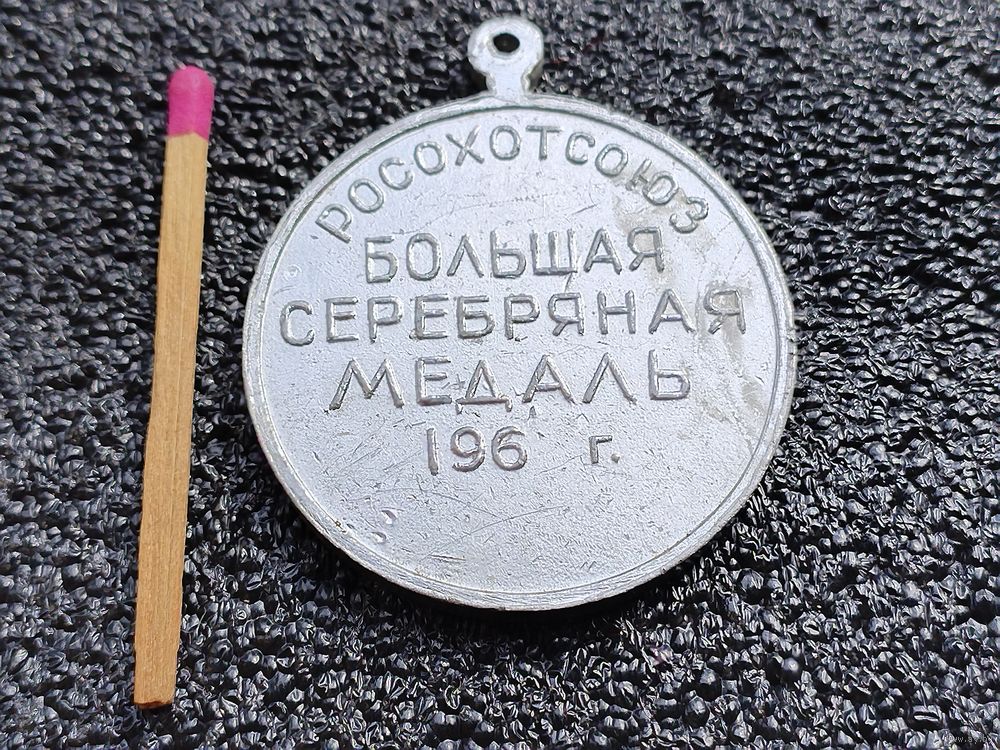 РОСОХОТСОЮЗ
БОЛЬШАЯ
СЕРЕБРЯНАЯ
МЕДАЛЬ
196 г.